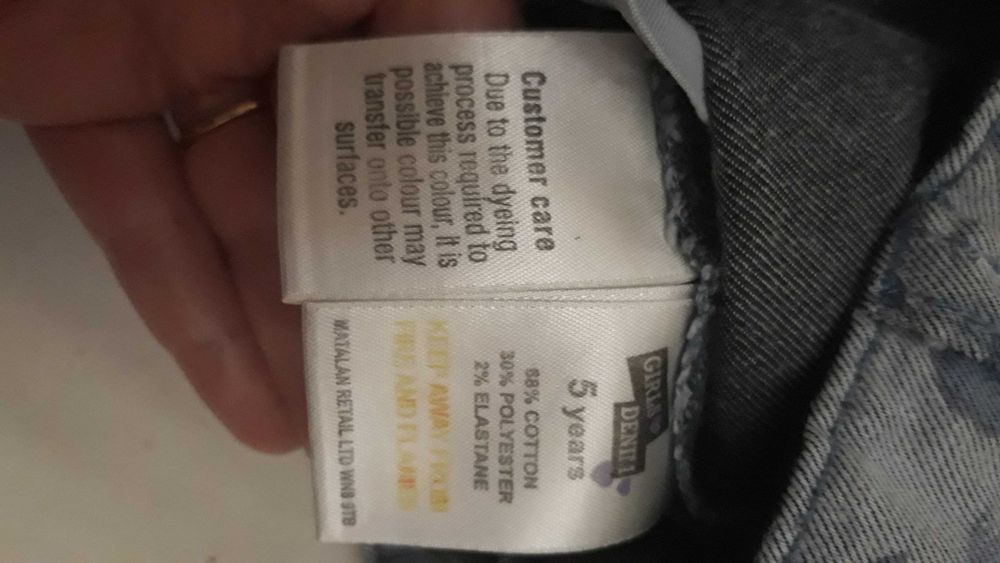 Customer care
Due to the dyeing
process required to
achieve this colour, it is
possible colour may
transfer onto other
surfaces.
GIRLS
DENIM
5 years
68% COTTON
30% POLYESTER
2% ELASTANE
KEEP AWAY FROM
FIRE AND FLAMES
MATALAN RETAIL LTD WN8 9TB